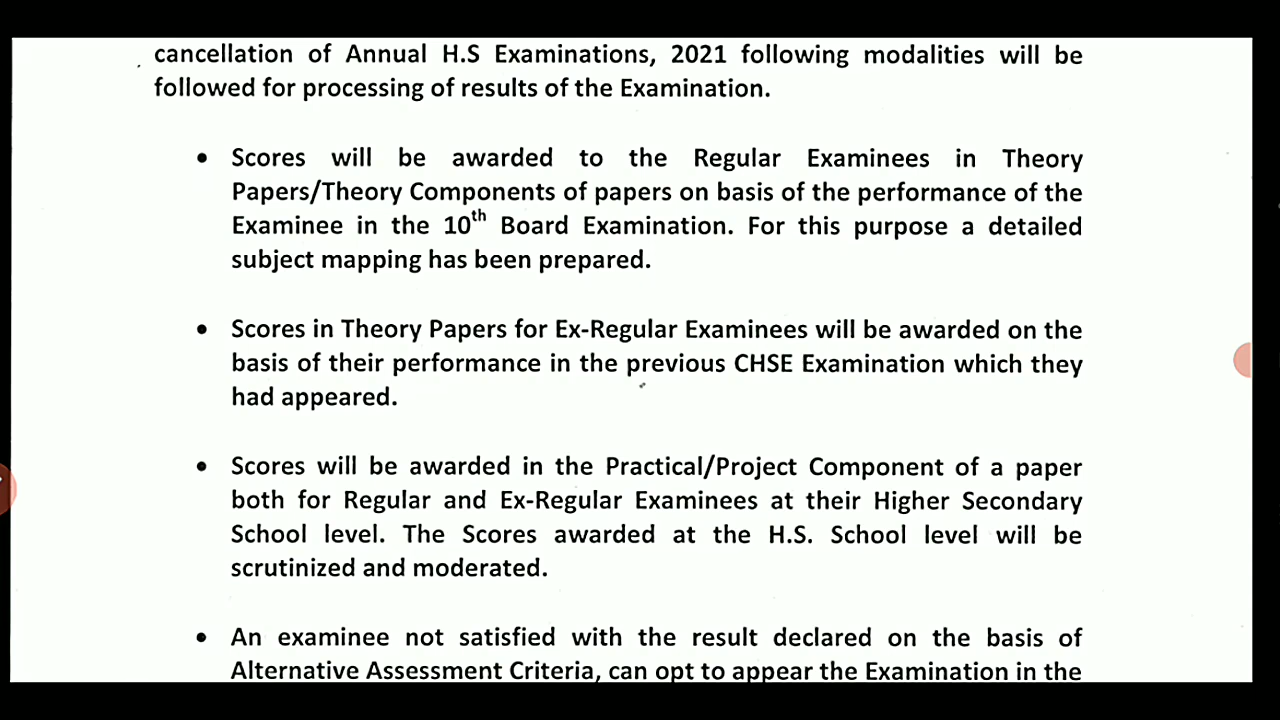 cancellation of Annual H.S Examinations, 2021 following modalities will be
followed for processing of results of the Examination.
• Scores will be awarded to the Regular Examinees in Theory
Papers/Theory Components of papers on basis of the performance of the
Examinee in the 10th Board Examination. For this purpose a detailed
subject mapping has been prepared.
• Scores in Theory Papers for Ex-Regular Examinees will be awarded on the
basis of their performance in the previous CHSE Examination which they
had appeared.
• Scores will be awarded in the Practical/Project Component of a paper
both for Regular and Ex-Regular Examinees at their Higher Secondary
School level. The Scores awarded at the H.S. School level will be
scrutinized and moderated.
• An examinee not satisfied with the result declared on the basis of
Alternative Assessment Criteria, can opt to appear the Examination in the